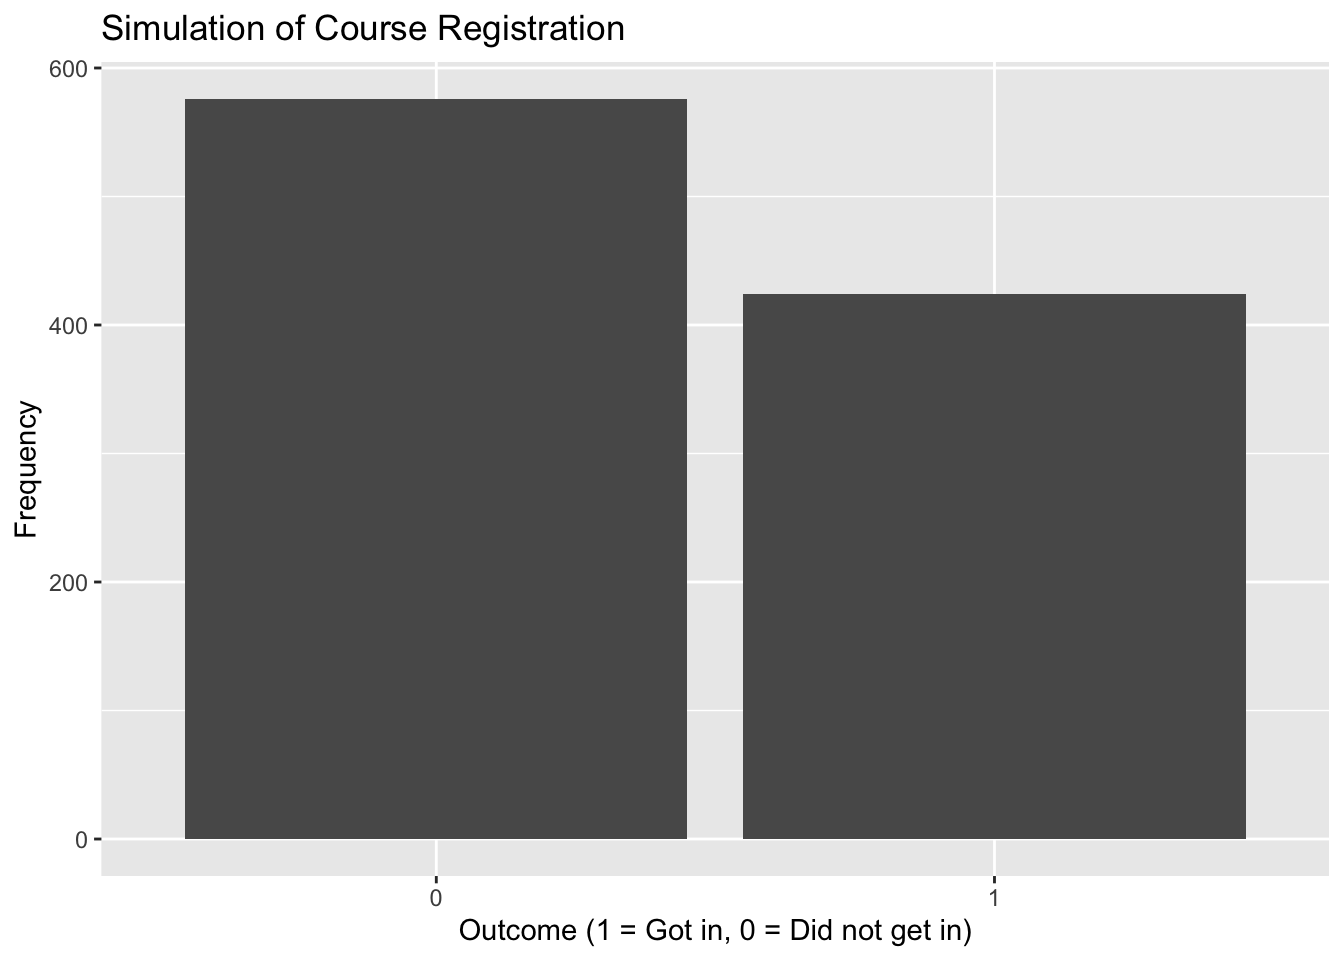 Simulation of Course Registration
600
400
200
0
Frequency
0 1
Outcome (1 = Got in, 0 = Did not get in)